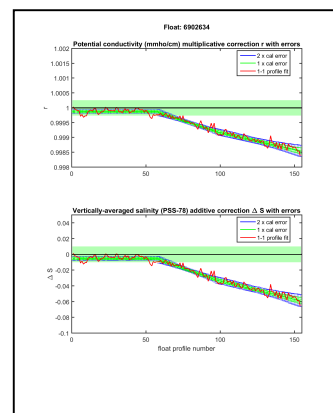 Float: 6902634
Potential conductivity (mmho/cm) multiplicative correction r with errors
1.002
1.0015
1.001
1.0005
1
0.9995
0.999
0.9985
0.998
r
2 x cal error
1 x cal error
1-1 profile fit
0
50
100
150
Vertically-averaged salinity (PSS-78) additive correction Δ S with errors
0.04
0.02
0
-0.02
-0.04
-0.06
-0.08
-0.1
Δ S
2 x cal error
1 x cal error
1-1 profile fit
0
50
100
150
float profile number